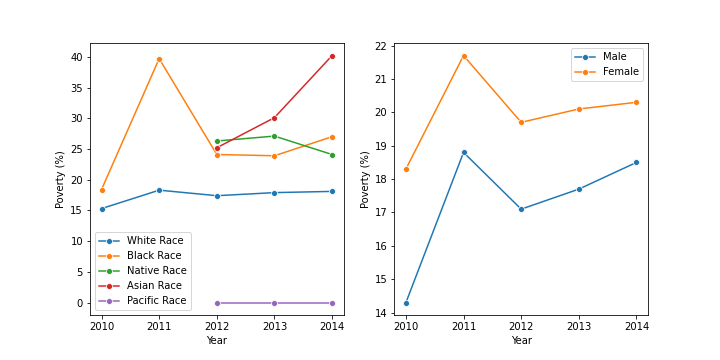 40
35
30
25
20
15
10
5
0
Poverty (%)
2010 2011 2012 2013 2014
Year
White Race
Black Race
Native Race
Asian Race
Pacific Race
22
21
20
19
18
17
16
15
14
Poverty (%)
2010 2011 2012 2013 2014
Year
Male
Female